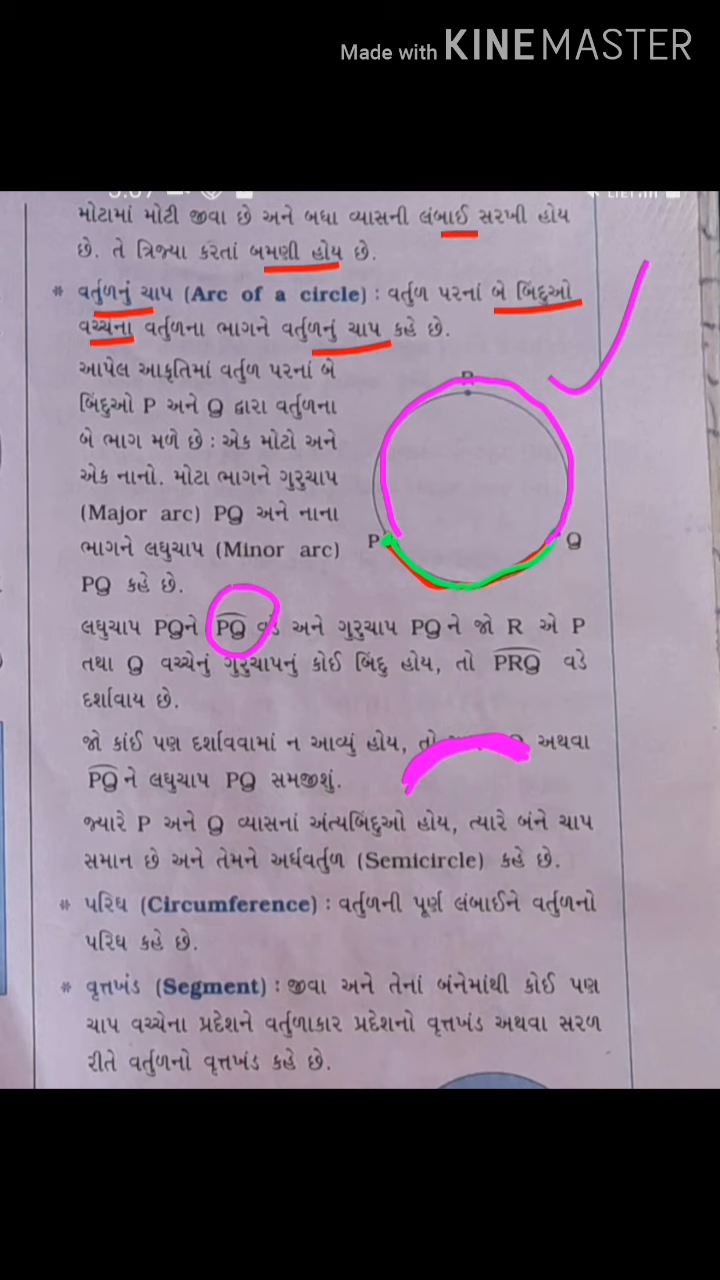 Made with KINEMASTER
મોટામાં મોટી જીવા છે અને બધા વ્યાસની લંબાઈ સરખી હોય
છે. તે ત્રિજ્યા કરતાં બમણી હોય છે.
* વર્તુળનું ચાપ (Arc of a circle) : વર્તુળ પરનાં બે બિંદુઓ
વચ્ચેના વર્તુળના ભાગને વર્તુળનું ચાપ કહે છે.
આપેલ આકૃતિમાં વર્તુળ પરનાં બે
બિંદુઓ P અને Q દ્વારા વર્તુળના
બે ભાગ મળે છે : એક મોટો અને
એક નાનો. મોટા ભાગને ગુરુચાપ
(Major arc) PQ અને નાના
ભાગને લઘુચાપ (Minor arc)
PQ કહે છે.
R
P
Q
લઘુચાપ PQને PQ વડે અને ગુરુચાપ PQને જો R એ P
તથા Q વચ્ચેનું ગુરુચાપનું કોઈ બિંદુ હોય, તો PRQ વડે
દર્શાવાય છે.
જો કાંઈ પણ દર્શાવવામાં ન આવ્યું હોય, તો અથવા
PQને લઘુચાપ PQ સમજીશું.
જ્યારે P અને Q વ્યાસનાં અંત્યબિંદુઓ હોય, ત્યારે બંને ચાપ
સમાન છે અને તેમને અર્ધવર્તુળ (Semicircle) કહે છે.
* પરિઘ (Circumference) : વર્તુળની પૂર્ણ લંબાઈને વર્તુળનો
પરિઘ કહે છે.
* વૃત્તખંડ (Segment) : જીવા અને તેનાં બંનેમાંથી કોઈ પણ
ચાપ વચ્ચેના પ્રદેશને વર્તુળાકાર પ્રદેશનો વૃત્તખંડ અથવા સરળ
રીતે વર્તુળનો વૃત્તખંડ કહે છે.